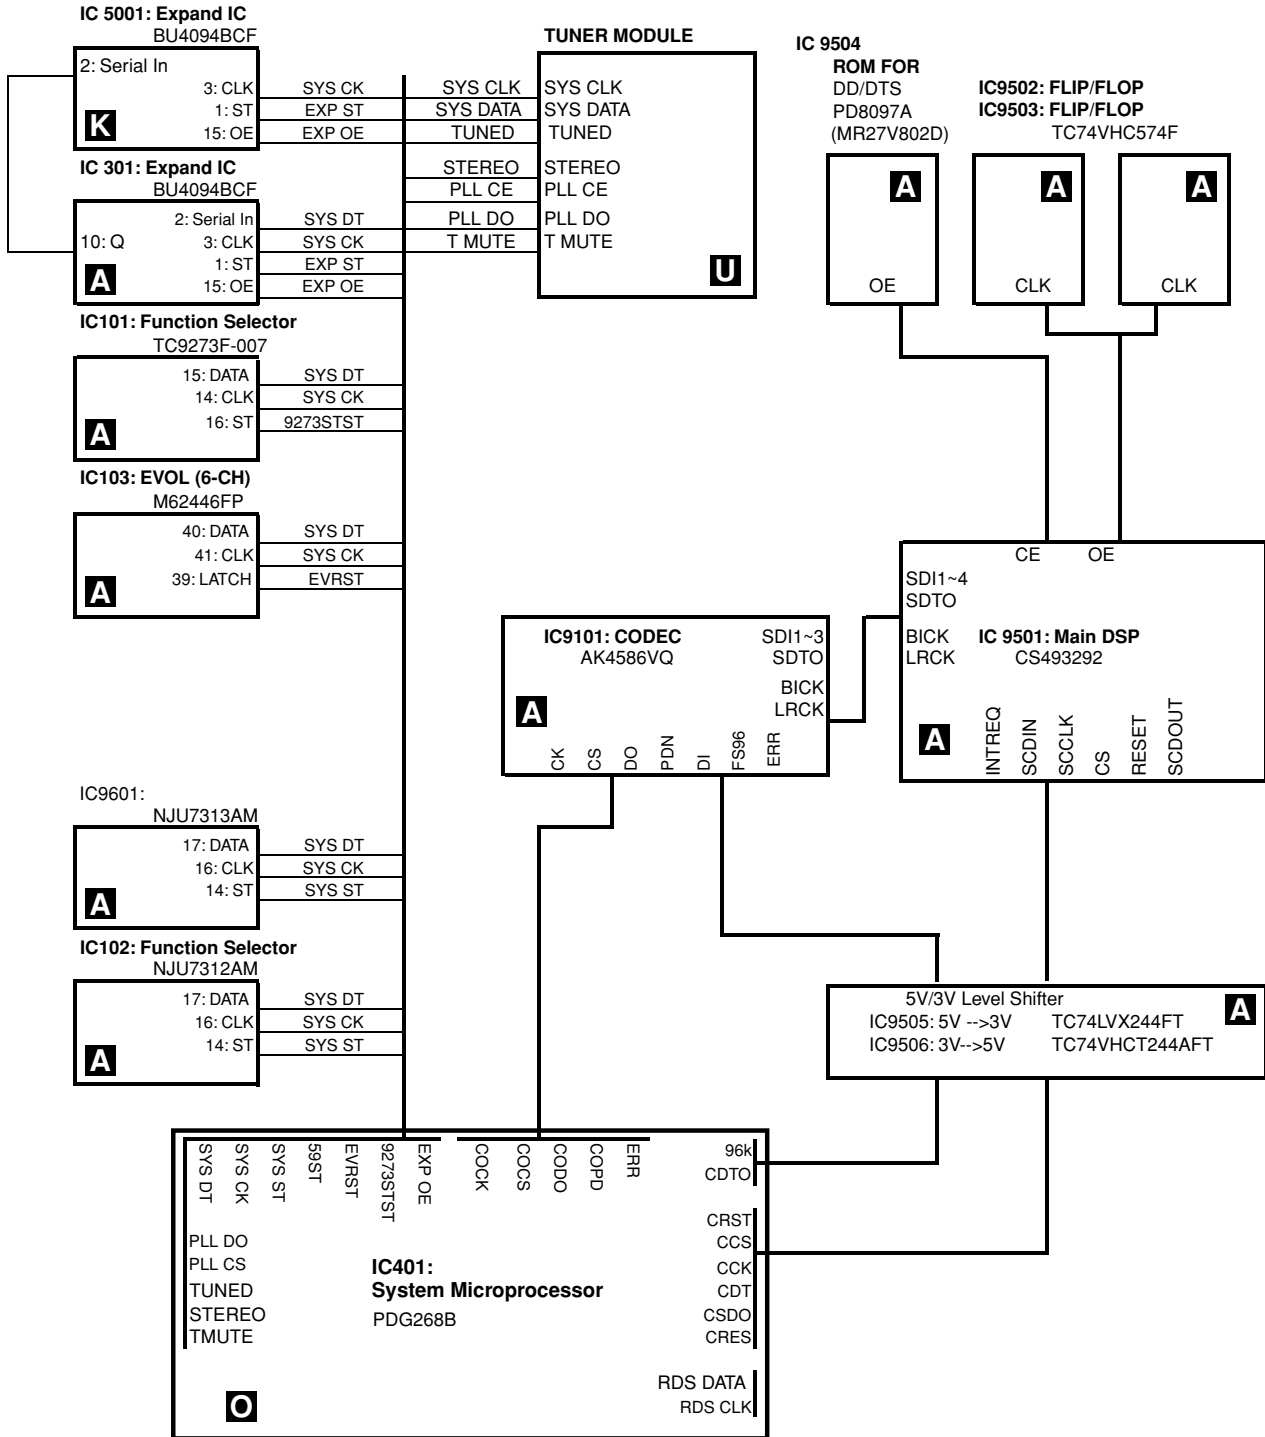 IC 5001: Expand IC
BU4094BCF
2: Serial In
3: CLK
1: ST
15: OE
K
SYS CK
EXP ST
EXP OE
IC 301: Expand IC
BU4094BCF
2: Serial In
10: Q
3: CLK
1: ST
15: OE
A
SYS DT
SYS CK
EXP ST
EXP OE
IC101: Function Selector
TC9273F-007
15: DATA
14: CLK
16: ST
A
SYS DT
SYS CK
9273STST
IC103: EVOL (6-CH)
M62446FP
40: DATA
41: CLK
39: LATCH
A
SYS DT
SYS CK
EVRST
IC9601:
NJU7313AM
17: DATA
16: CLK
14: ST
A
SYS DT
SYS CK
SYS ST
IC102: Function Selector
NJU7312AM
17: DATA
16: CLK
14: ST
A
SYS DT
SYS CK
SYS ST
TUNER MODULE
SYS CLK
SYS DATA
TUNED
STEREO
PLL CE
PLL DO
T MUTE
SYS CLK
SYS DATA
TUNED
STEREO
PLL CE
PLL DO
T MUTE
U
IC 9504
ROM FOR
DD/DTS
PD8097A
(MR27V802D)
A
OE
IC9502: FLIP/FLOP
IC9503: FLIP/FLOP
TC74VHC574F
A
CLK
A
CLK
CE
OE
SDI1~4
SDTO
BICK
LRCK
IC 9501: Main DSP
CS493292
A
INTREQ
SCDIN
SCCLK
CS
RESET
SCDOUT
IC9101: CODEC
AK4586VQ
SDI1~3
SDTO
BICK
LRCK
A
CK
CS
DO
PDN
DI
FS96
ERR
5V/3V Level Shifter
IC9505: 5V -->3V TC74LVX244FT
IC9506: 3V-->5V TC74VHCT244AFT
A
SYS DT
SYS CK
SYS ST
59ST
EVRST
9273STST
EXP OE
COCK
COCS
CODO
COPD
ERR
96k
CDTO
CRST
CCS
CCK
CDT
CSDO
CRES
RDS DATA
RDS CLK
PLL DO
PLL CS
TUNED
STEREO
TMUTE
IC401:
System Microprocessor
PDG268B
O